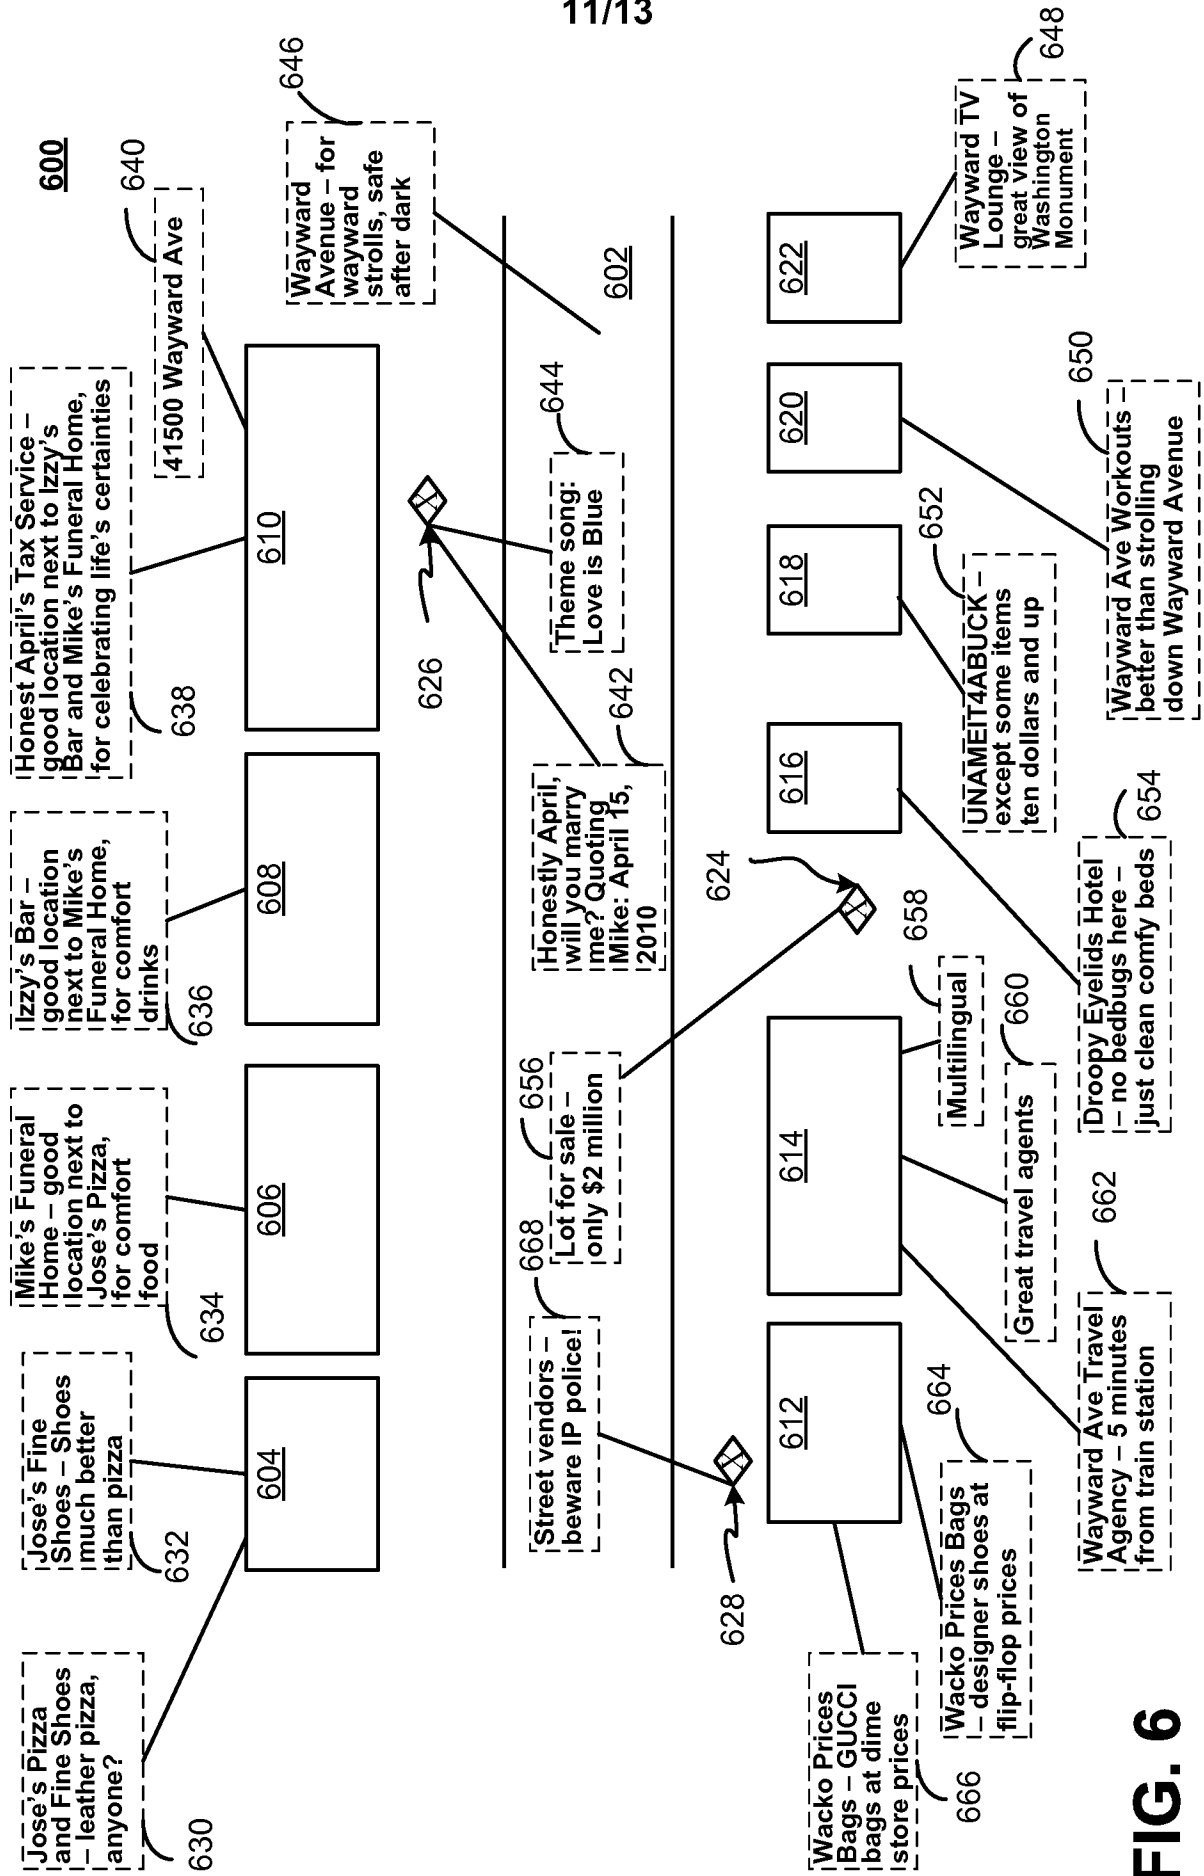 11/13
600
Jose's Pizza
and Fine Shoes
– leather pizza,
anyone?
630
Jose's Fine
Shoes – Shoes
much better
than pizza
632
Mike's Funeral
Home – good
location next to
Jose's Pizza,
for comfort
food
634
Izzy's Bar –
good location
next to Mike's
Funeral Home,
for comfort
drinks
636
Honest April's Tax Service –
good location next to Izzy's
Bar and Mike's Funeral Home,
for celebrating life's certainties
638
41500 Wayward Ave
640
604
606
608
610
Wayward
Avenue – for
wayward
strolls, safe
after dark
646
626
X
Street vendors –
beware IP police!
668
Lot for sale –
only $2 million
656
Honestly April,
will you marry
me? Quoting
Mike: April 15,
2010
642
Theme song:
Love is Blue
644
602
628
X
624
X
612
614
616
618
620
622
Wacko Prices
Bags – GUCCI
bags at dime
store prices
666
Wacko Prices Bags
– designer shoes at
flip-flop prices
664
Wayward Ave Travel
Agency – 5 minutes
from train station
662
Great travel agents
660
Multilingual
658
Droopy Eyelids Hotel
– no bedbugs here –
just clean comfy beds
654
UNAMEIT4ABUCK –
except some items
ten dollars and up
652
Wayward Ave Workouts –
better than strolling
down Wayward Avenue
650
Wayward TV
Lounge –
great view of
Washington
Monument
648
FIG. 6